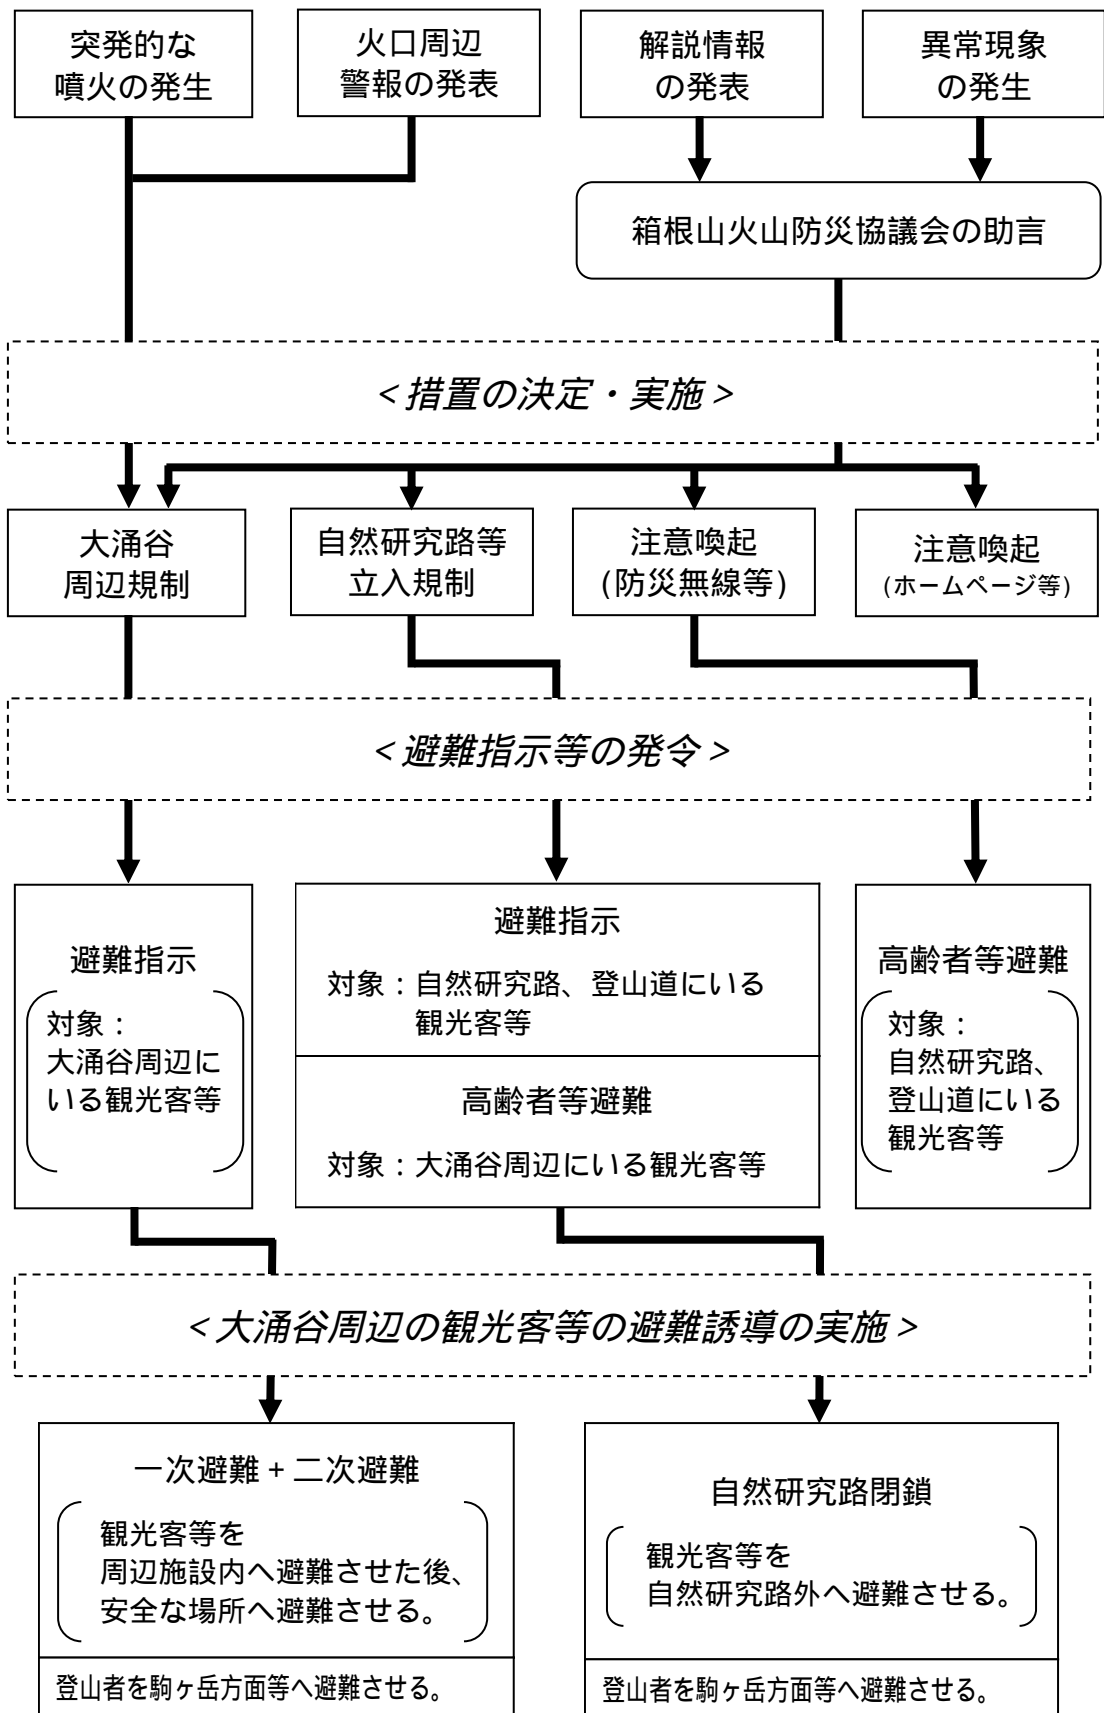 突発的な
噴火の発生
火口周辺
警報の発表
解説情報
の発表
異常現象
の発生
箱根山火山防災協議会の助言
<措置の決定・実施>
大涌谷
周辺規制
自然研究路等
立入規制
注意喚起
(防災無線等)
注意喚起
(ホームページ等)
<避難指示等の発令>
避難指示
対象：
大涌谷周辺に
いる観光客等
避難指示
対象：自然研究路、登山道にいる
観光客等
高齢者等避難
対象：大涌谷周辺にいる観光客等
高齢者等避難
対象：
自然研究路、
登山道にいる
観光客等
<大涌谷周辺の観光客等の避難誘導の実施>
一次避難+二次避難
観光客等を
周辺施設内へ避難させた後、
安全な場所へ避難させる。
登山者を駒ヶ岳方面等へ避難させる。
自然研究路閉鎖
観光客等を
自然研究路外へ避難させる。
登山者を駒ヶ岳方面等へ避難させる。